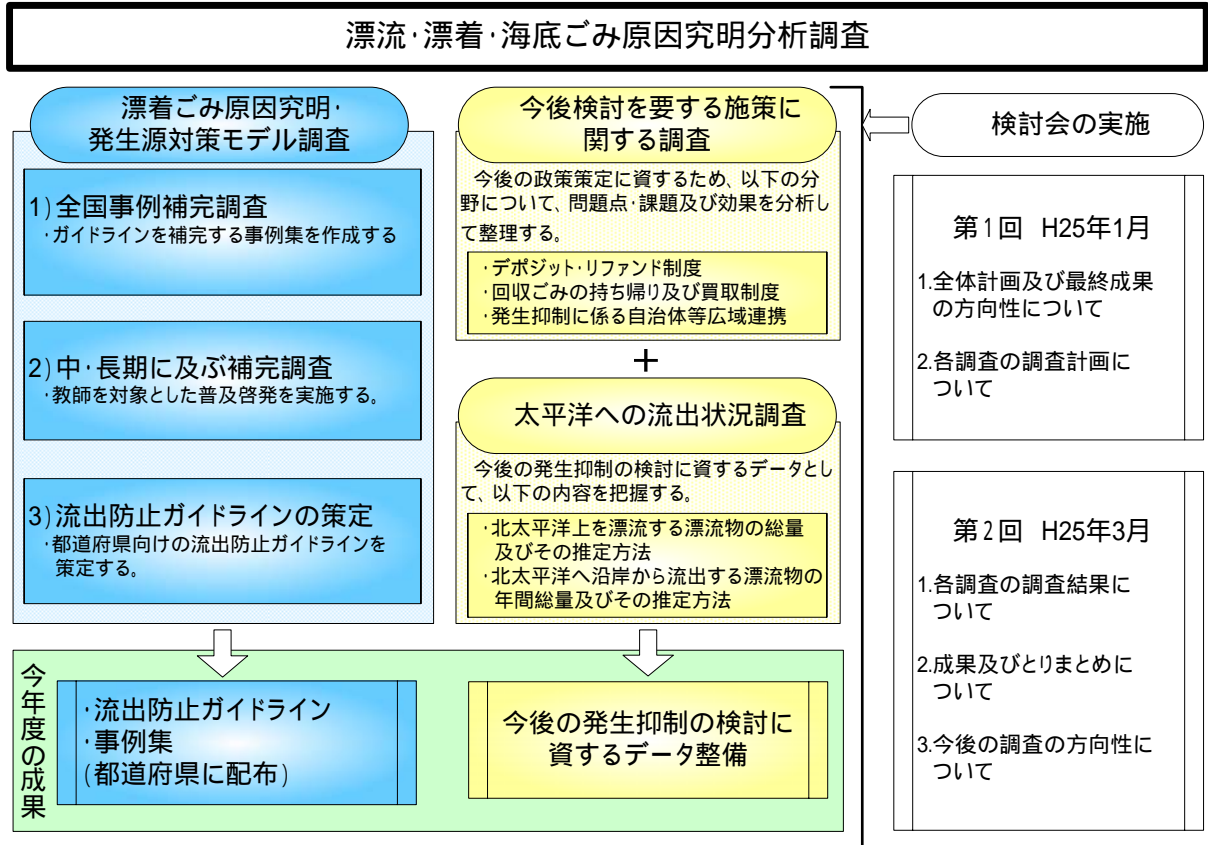 漂流・漂着・海底ごみ原因究明分析調査
漂着ごみ原因究明・
発生源対策モデル調査
1)全国事例補完調査
・ガイドラインを補完する事例集を作成する
2)中・長期に及ぶ補完調査
・教師を対象とした普及啓発を実施する。
3)流出防止ガイドラインの策定
・都道府県向けの流出防止ガイドラインを
策定する。
今後検討を要する施策に
関する調査
今後の政策策定に資するため、以下の分
野について、問題点・課題及び効果を分析し
て整理する。
・デポジット・リファンド制度
・回収ごみの持ち帰り及び買取制度
・発生抑制に係る自治体等広域連携
+
太平洋への流出状況調査
今後の発生抑制の検討に資するデータとし
て、以下の内容を把握する。
・北太平洋上を漂流する漂流物の総量
及びその推定方法
・北太平洋へ沿岸から流出する漂流物の
年間総量及びその推定方法
今年度の成果
・流出防止ガイドライン
・事例集
(都道府県に配布)
今後の発生抑制の検討に
資するデータ整備
検討会の実施
第1回 H25年1月
1.全体計画及び最終成果
の方向性について
2.各調査の調査計画に
ついて
第2回 H25年3月
1.各調査の調査結果に
ついて
2.成果及びとりまとめに
ついて
3.今後の調査の方向性に
ついて